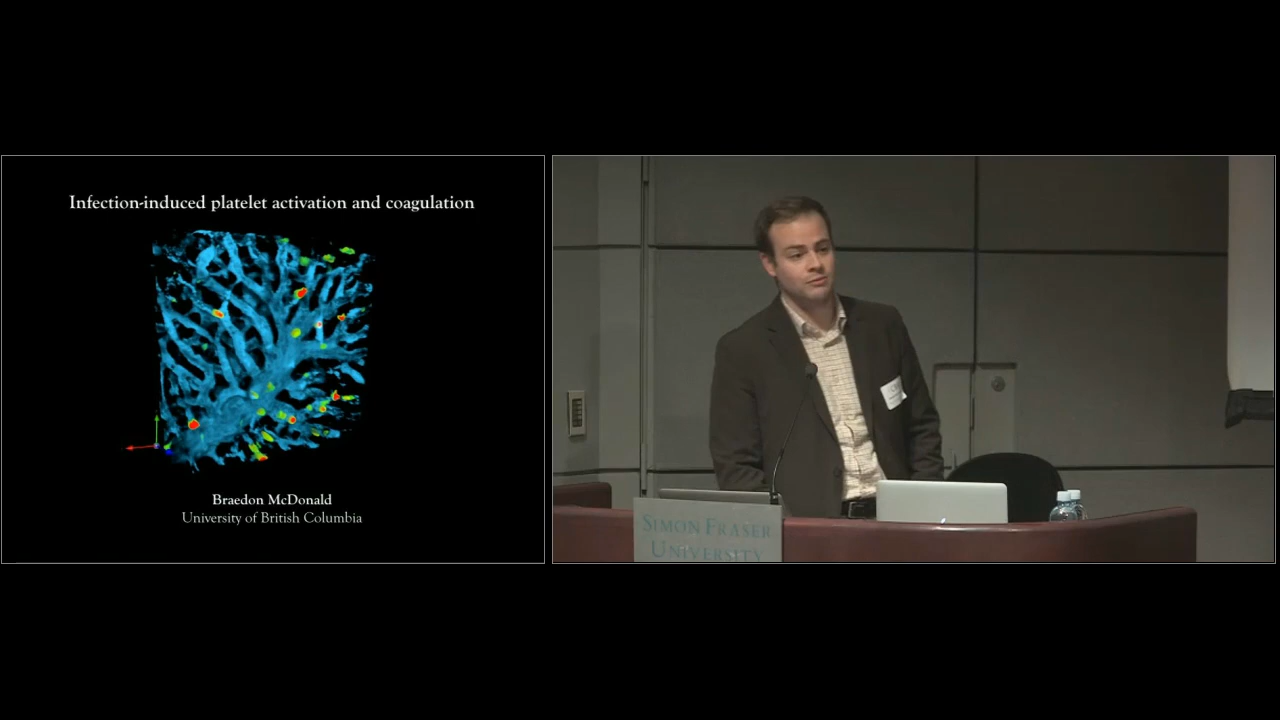 Infection-induced platelet activation and coagulation
Braedon McDonald
University of British Columbia
SIMON FRASER
UNIVERSITY